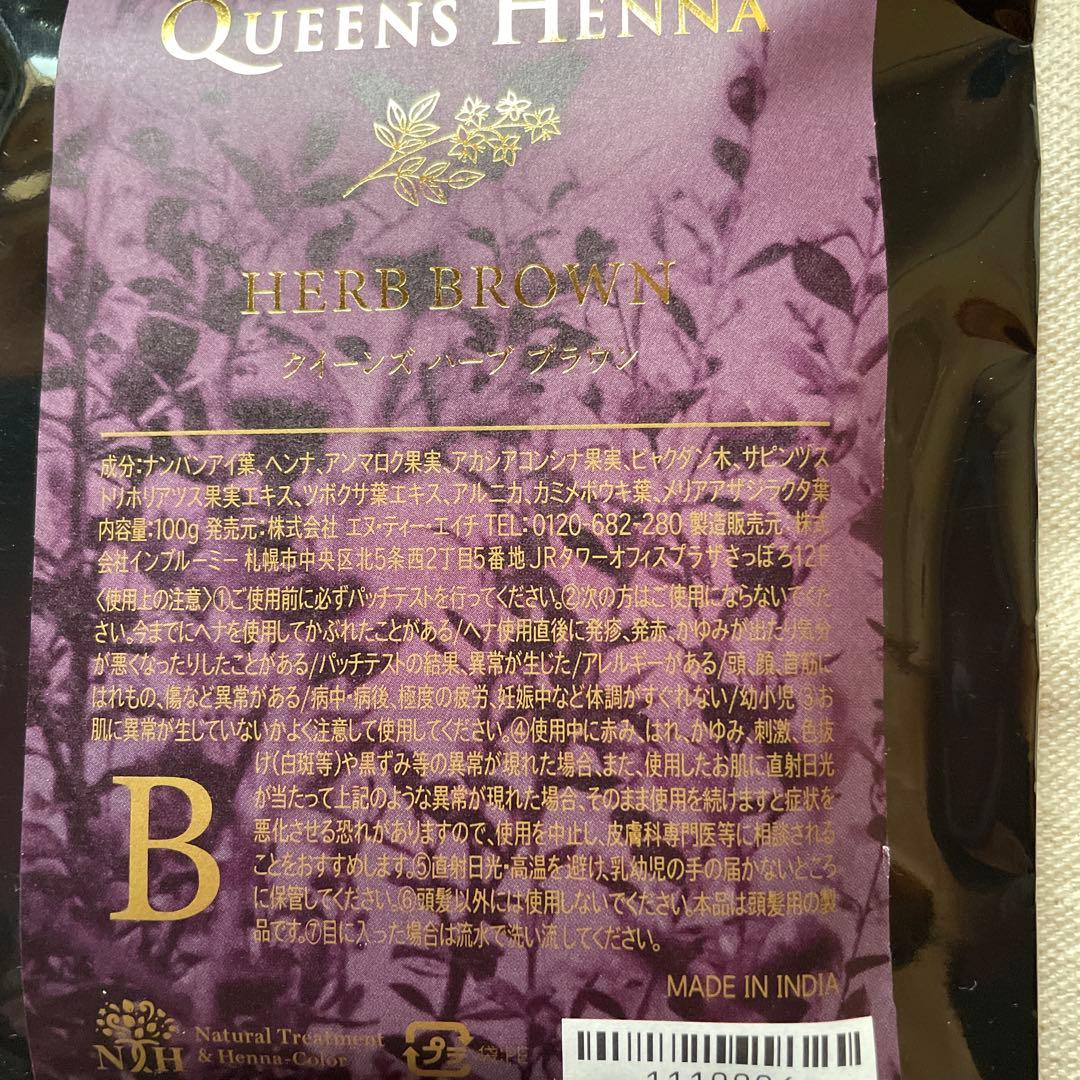 QUEENS HENNA
HERB BROWN
クイーンズ ハーブ ブラウン
成分:ナンバンアイ葉、ヘンナ、アンマロク果実、アカシアコンシナ果実、ビャクダン木、サピンヅス
トリホリアツス果実エキス、ツボクサ葉エキス、アルニカ、カミメボウキ葉、メリアアザジラクタ葉
内容量:100g 発売元:株式会社 エヌ・ディー・エイチ TEL:0120-682-280 製造販売元:株式
会社インプルーミー 札幌市中央区北5条西2丁目5番地 JRタワーオフィスプラザさっぽろ12F
〈使用上の注意〉①ご使用前に必ずパッチテストを行ってください。②次の方はご使用にならないでくだ
さい。今までにヘナを使用してかぶれたことがある/ヘナ使用直後に発疹、発赤、かゆみが出たり気分
が悪くなったりしたことがある/パッチテストの結果、異常が生じた/アレルギーがある/頭、顔、首筋に
はれもの、傷など異常がある/病中・病後、極度の疲労、妊娠中など体調がすぐれない/幼小児 ③お
肌に異常が生じていないかよく注意して使用してください。④使用中に赤み、はれ、かゆみ、刺激、色抜
け(白斑等)や黒ずみ等の異常が現れた場合、また、使用したお肌に直射日光
が当たって上記のような異常が現れた場合、そのまま使用を続けますと症状を
悪化させる恐れがありますので、使用を中止し、皮膚科専門医等に相談される
ことをおすすめします。⑤直射日光・高温を避け、乳幼児の手の届かないところ
に保管してください。⑥頭髪以外には使用しないでください。本品は頭髪用の製
品です。⑦目に入った場合は流水で洗い流してください。
B
MADE IN INDIA
NDH
Natural Treatment
& Henna-Color
プラ